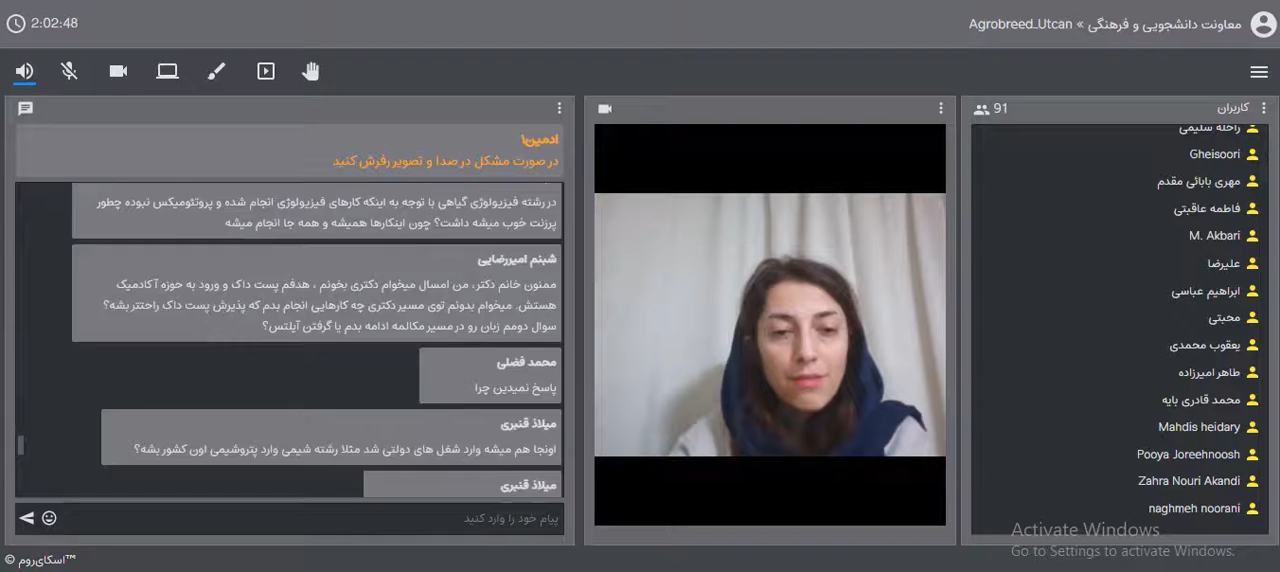 2:02:48
معاونت دانشجویی و فرهنگی » Agrobreed_Utcan
ادمین۱
در صورت مشکل در صدا و تصویر رفرش کنید
در رشته فیزیولوژی گیاهی با توجه به اینکه کارهای فیزیولوژی انجام شده و پروتئومیکس نبوده چطور
پرزنت خوب میشه داشت؟ چون اینکارها همیشه و همه جا انجام میشه
شبنم امیررضایی
ممنون خانم دکتر، من امسال میخوام دکتری بخونم ، هدفم پست داک و ورود به حوزه آکادمیک
هستش. میخوام بدونم توی مسیر دکتری چه کارهایی انجام بدم که پذیرش پست داک راحتتر بشه؟
سوال دومم زبان رو در مسیر مکالمه ادامه بدم یا گرفتن آیلتس؟
محمد فضلی
پاسخ نمیدین چرا
میلاد قنبری
اونجا هم میشه وارد شغل های دولتی شد مثلا رشته شیمی وارد پتروشیمی اون کشور بشه؟
میلاد قنبری
پیام خود را وارد کنید
© اسکای‌روم™
91
کاربران
راحله سلیمی
Gheisoori
مهری بابائی مقدم
فاطمه عاقبتی
M. Akbari
علیرضا
ابراهیم عباسی
محبتی
یعقوب محمدی
طاهر امیرزاده
محمد قادری بایه
Mahdis heidary
Pooya Joreehnoosh
Zahra Nouri Akandi
naghmeh noorani
Activate Windows
Go to Settings to activate Windows.